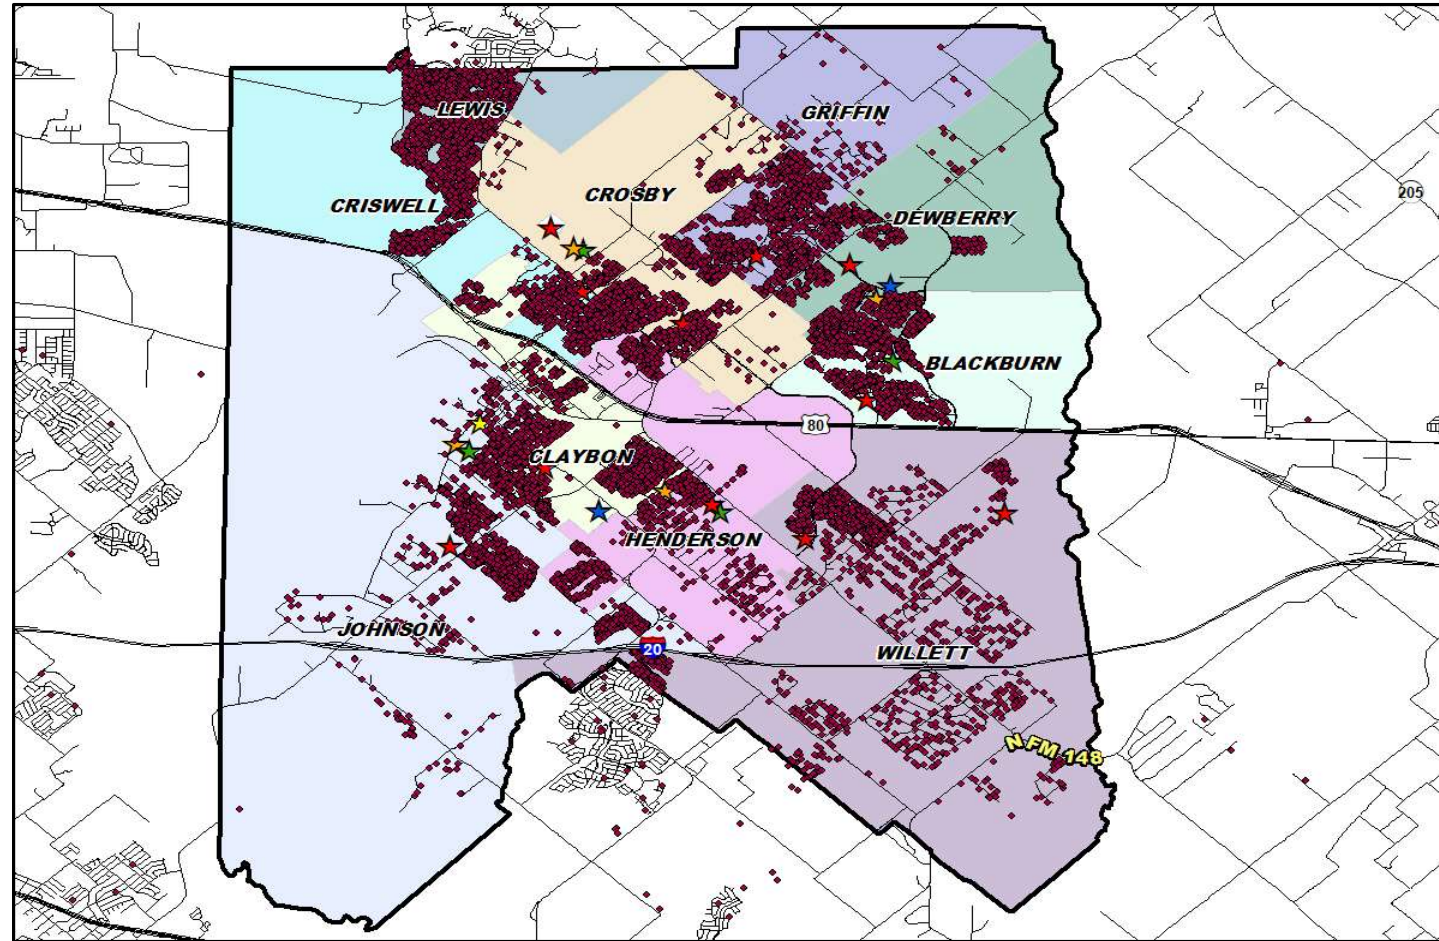 LEWIS
GRIFFIN
CROSBY
205
CRISWELL
DEWBERRY
BLACKBURN
80
CLAYBON
HENDERSON
JOHNSON
20
WILLETT
N FM 148